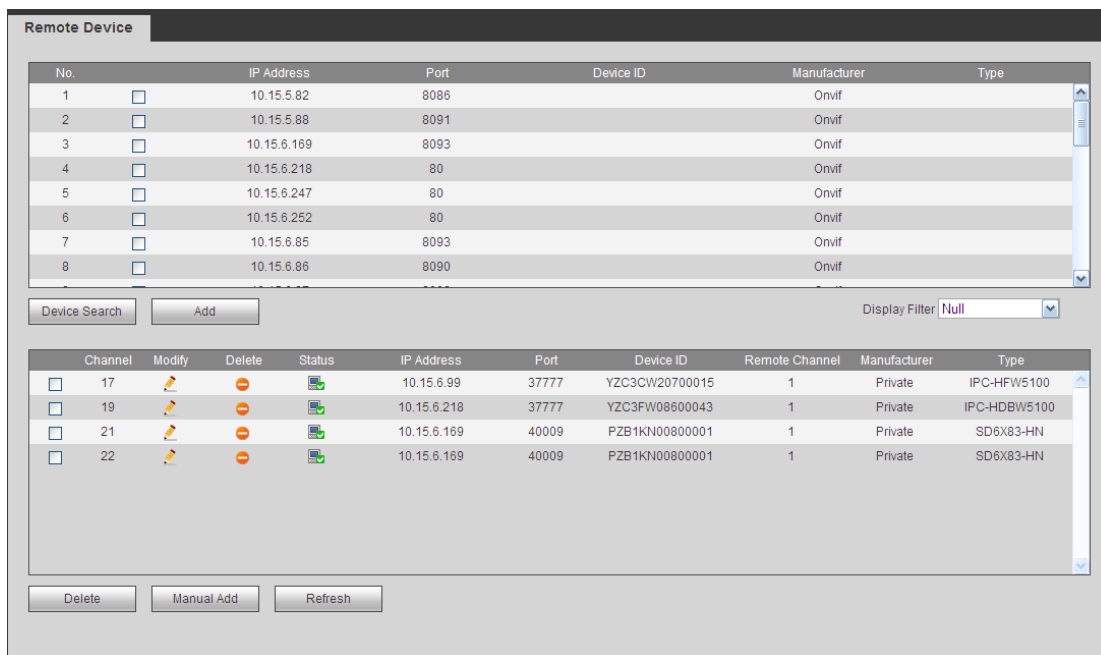 Remote Device
No. IP Address Port Device ID Manufacturer Type
1 10.15.5.82 8086 Onvif
2 10.15.5.88 8091 Onvif
3 10.15.6.169 8093 Onvif
4 10.15.6.218 80 Onvif
5 10.15.6.247 80 Onvif
6 10.15.6.252 80 Onvif
7 10.15.6.85 8093 Onvif
8 10.15.6.86 8090 Onvif
Device Search Add Display Filter Null
Channel Modify Delete Status IP Address Port Device ID Remote Channel Manufacturer Type
17 10.15.6.99 37777 YZC3CW20700015 1 Private IPC-HFW5100
19 10.15.6.218 37777 YZC3FW08600043 1 Private IPC-HDBW5100
21 10.15.6.169 40009 PZB1KN00800001 1 Private SD6X83-HN
22 10.15.6.169 40009 PZB1KN00800001 1 Private SD6X83-HN
Delete Manual Add Refresh